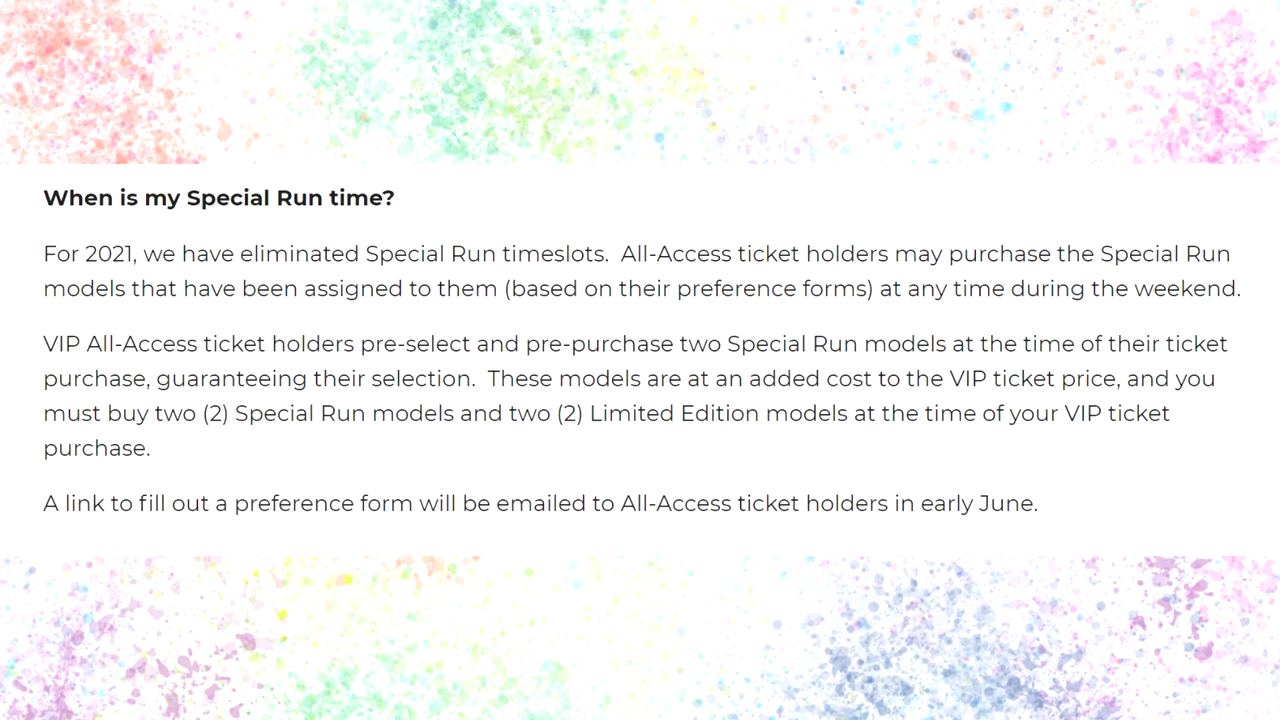 When is my Special Run time?
For 2021, we have eliminated Special Run timeslots.  All-Access ticket holders may purchase the Special Run
models that have been assigned to them (based on their preference forms) at any time during the weekend.
VIP All-Access ticket holders pre-select and pre-purchase two Special Run models at the time of their ticket
purchase, guaranteeing their selection.  These models are at an added cost to the VIP ticket price, and you
must buy two (2) Special Run models and two (2) Limited Edition models at the time of your VIP ticket
purchase.
A link to fill out a preference form will be emailed to All-Access ticket holders in early June.